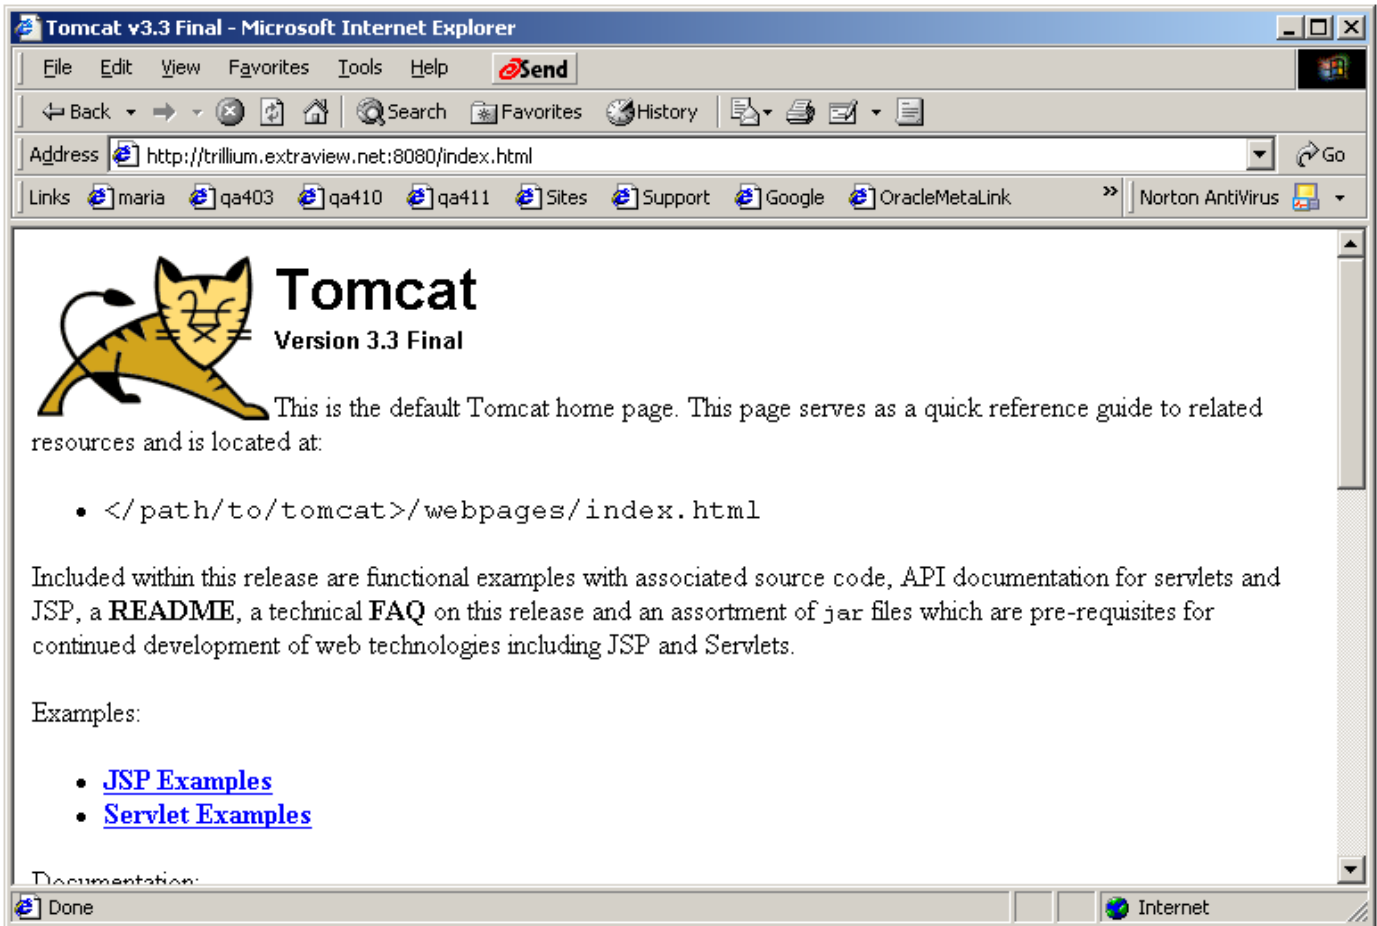 Tomcat v3.3 Final - Microsoft Internet Explorer
File Edit View Favorites Tools Help eSend
Back Search Favorites History
Address http://trillium.extraview.net:8080/index.html Go
Links maria qa403 qa410 qa411 Sites Support Google OracleMetaLink » Norton AntiVirus
Tomcat
Version 3.3 Final
This is the default Tomcat home page. This page serves as a quick reference guide to related
resources and is located at:
• </path/to/tomcat>/webpages/index.html
Included within this release are functional examples with associated source code, API documentation for servlets and
JSP, a README, a technical FAQ on this release and an assortment of jar files which are pre-requisites for
continued development of web technologies including JSP and Servlets.
Examples:
• JSP Examples
• Servlet Examples
Documentation:
Done Internet